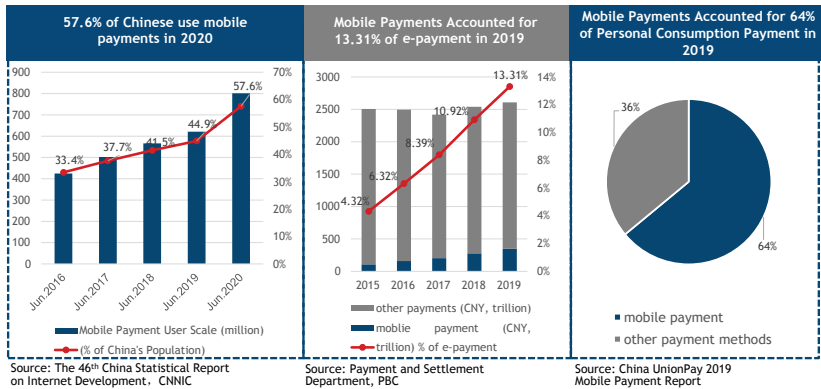 57.6% of Chinese use mobile
payments in 2020
900
800
700
600
500
400
300
200
100
0
70%
60%
50%
40%
30%
20%
10%
0%
33.4%
37.7%
41.5%
44.9%
57.6%
Jun.2016
Jun.2017
Jun.2018
Jun.2019
Jun.2020
Mobile Payment User Scale (million)
(% of China's Population)
Source: The 46th China Statistical Report
on Internet Development，CNNIC
Mobile Payments Accounted for
13.31% of e-payment in 2019
3000
2500
2000
1500
1000
500
0
14%
12%
10%
8%
6%
4%
2%
0%
4.32%
6.32%
8.39%
10.92%
13.31%
2015
2016
2017
2018
2019
other payments (CNY, trillion)
moblie payment (CNY,
trillion) % of e-payment
Source: Payment and Settlement
Department, PBC
Mobile Payments Accounted for 64%
of Personal Consumption Payment in
2019
36%
64%
mobile payment
other payment methods
Source: China UnionPay 2019
Mobile Payment Report